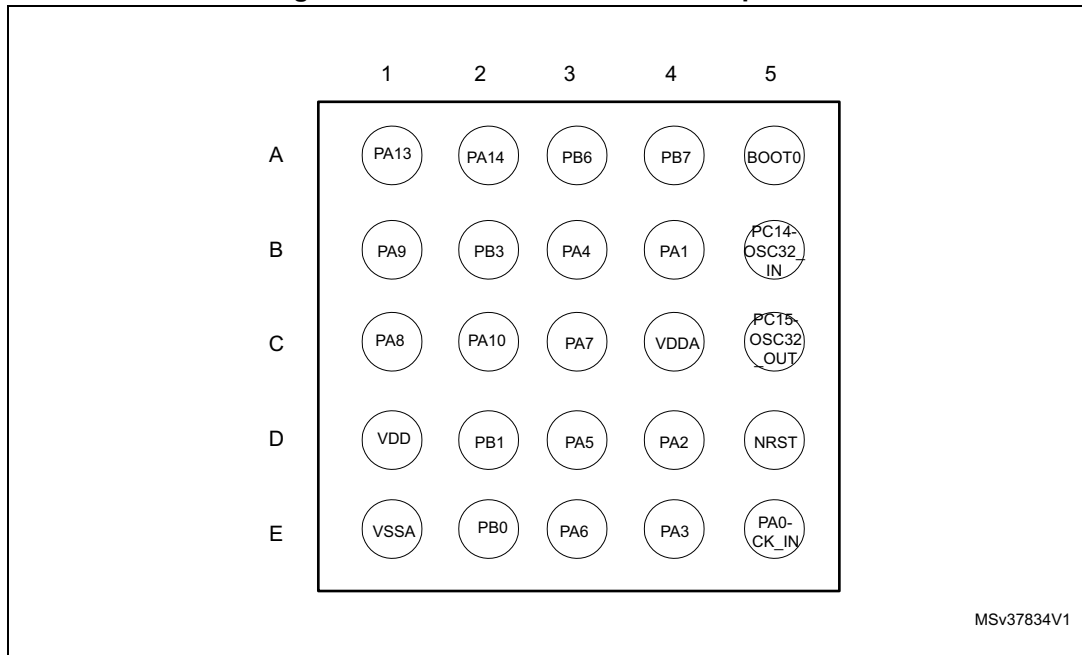 1 2 3 4 5
A PA13 PA14 PB6 PB7 BOOT0
B PA9 PB3 PA4 PA1 PC14-
OSC32_
IN
C PA8 PA10 PA7 VDDA PC15-
OSC32
_OUT
D VDD PB1 PA5 PA2 NRST
E VSSA PB0 PA6 PA3 PA0-
CK_IN
MSv37834V1